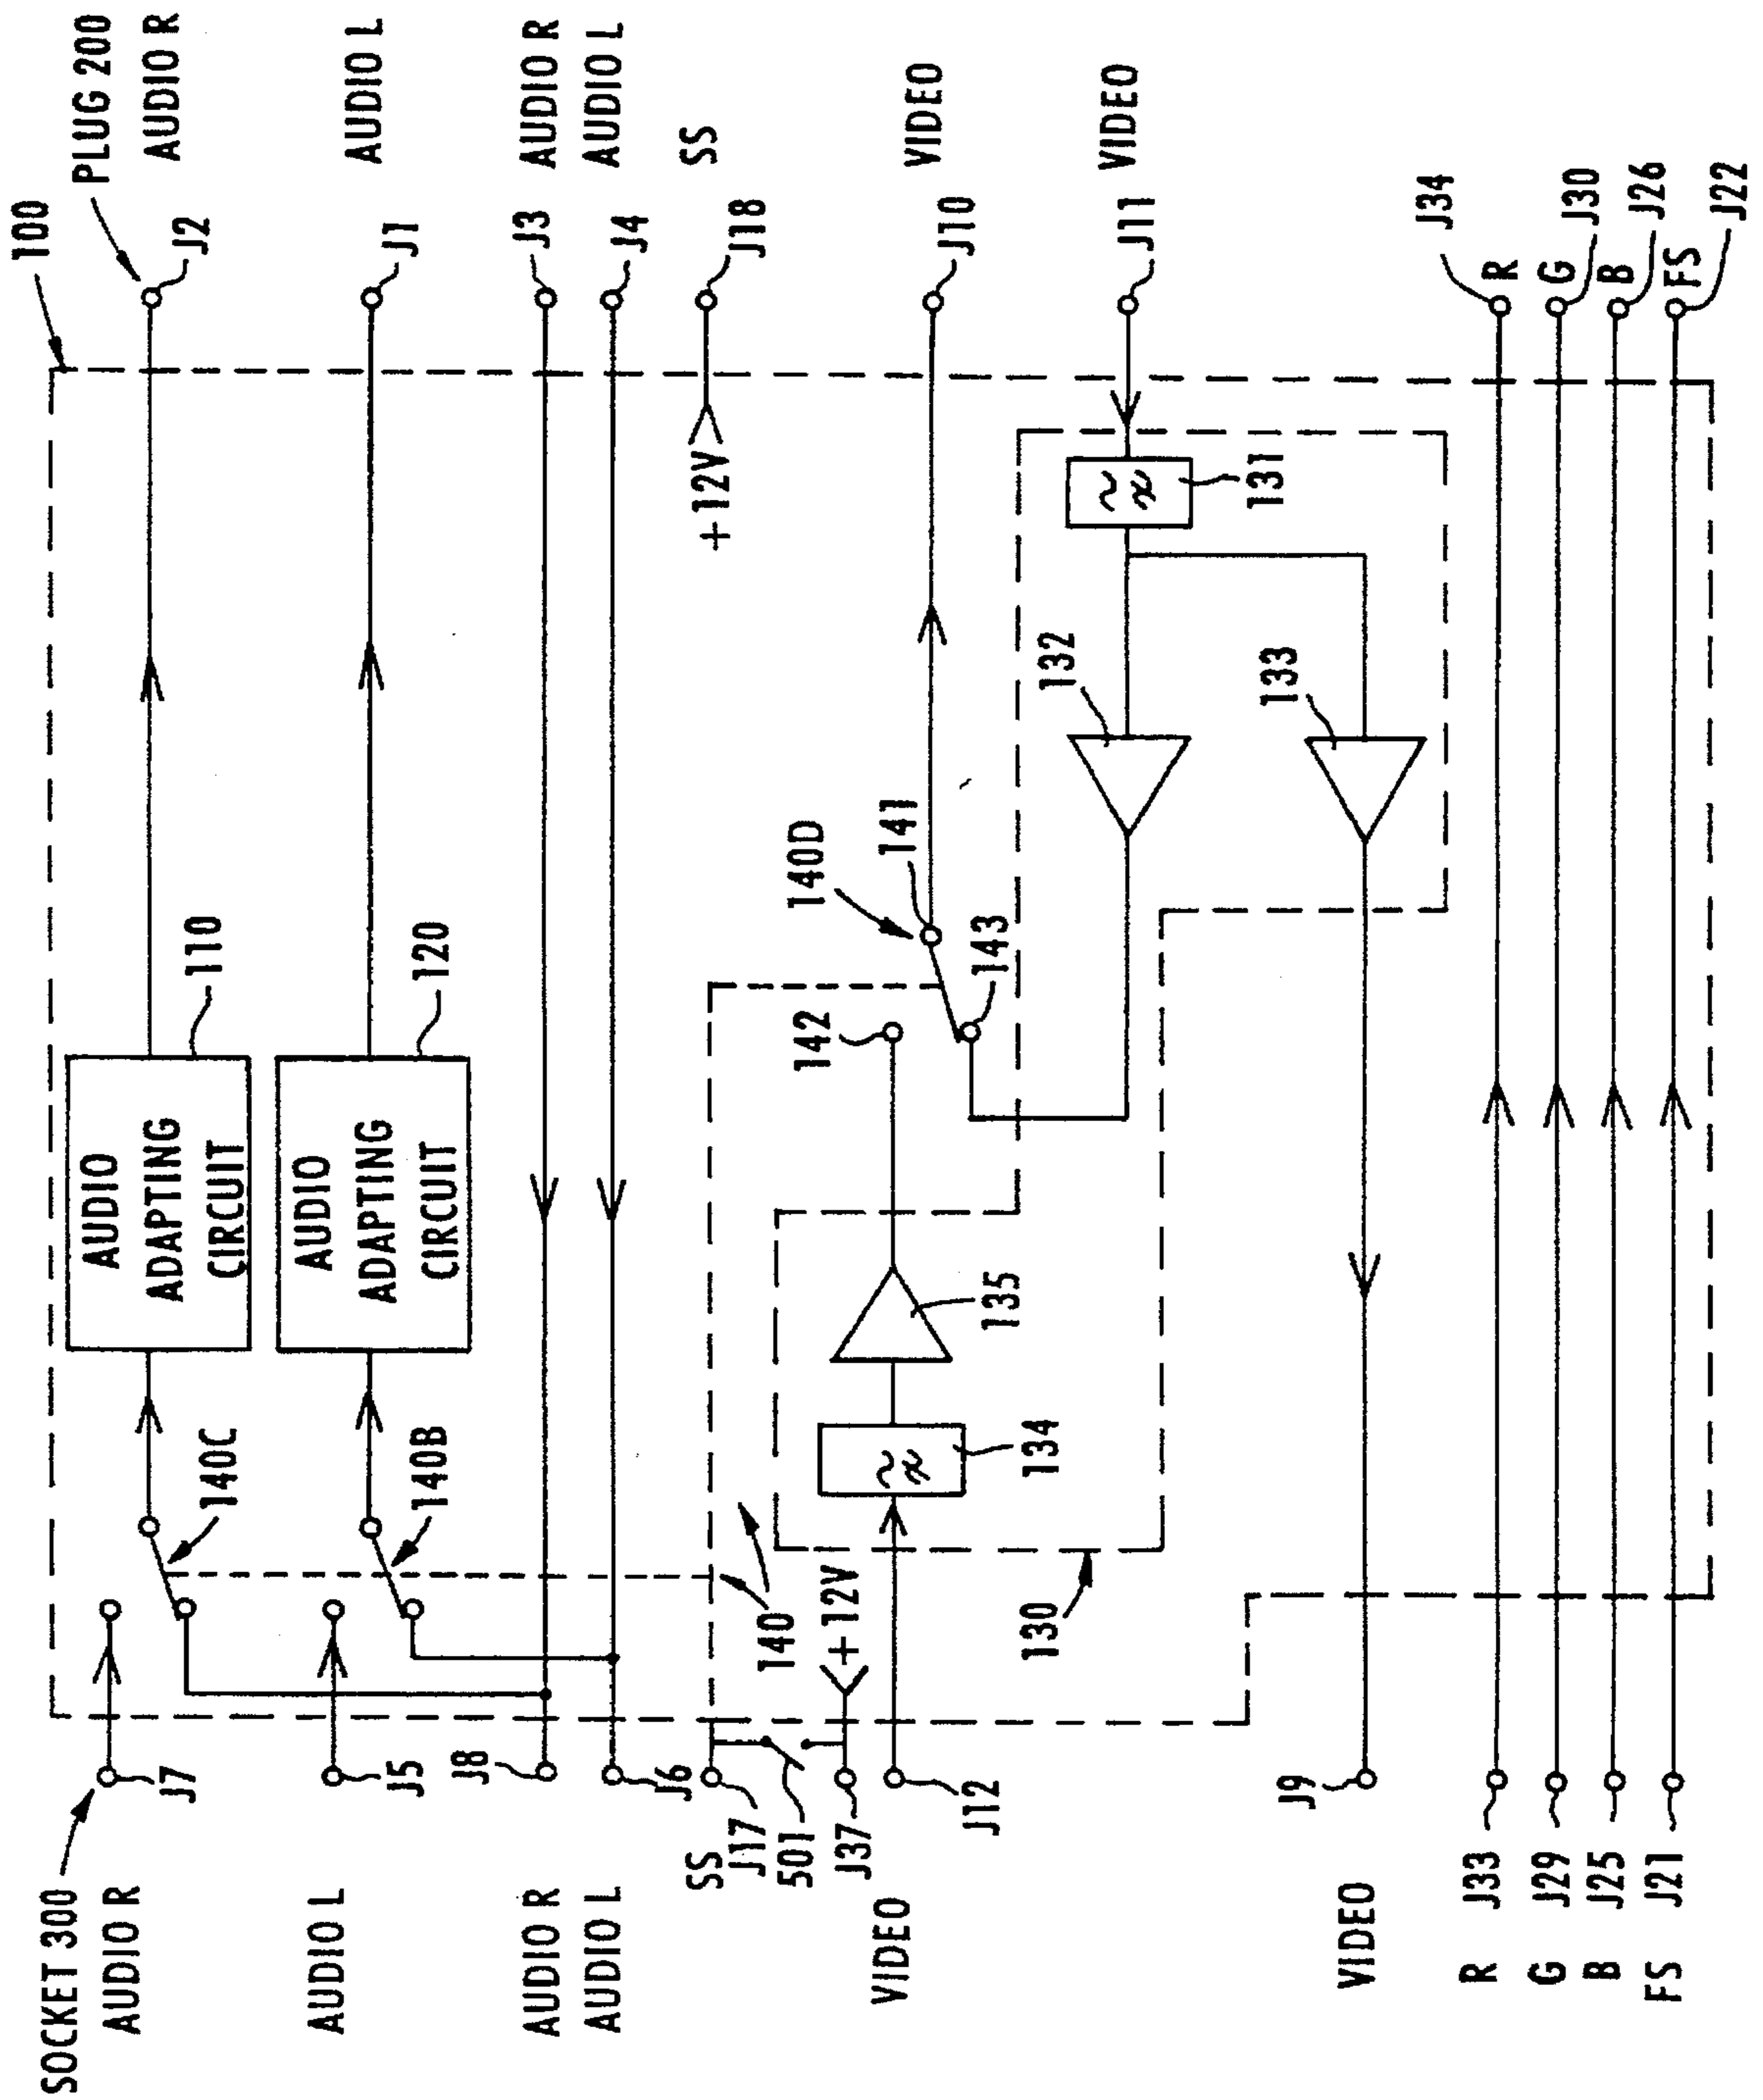 SOCKET 300
AUDIO R
J7
AUDIO L
J5
AUDIO R
J8
AUDIO L
J6
SS
J17
501
J37
VIDEO
J12
VIDEO
J9
R
J33
G
J29
B
J25
FS
J21
140C
140B
140
+12V
130
AUDIO
ADAPTING
CIRCUIT
110
AUDIO
ADAPTING
CIRCUIT
120
134
135
142
143
140D
141
132
133
131
+12V
100
PLUG 200
AUDIO R
J2
AUDIO L
J1
AUDIO R
J3
AUDIO L
J4
SS
J18
VIDEO
J10
VIDEO
J11
J34
R
G
J30
B
J26
FS
J22